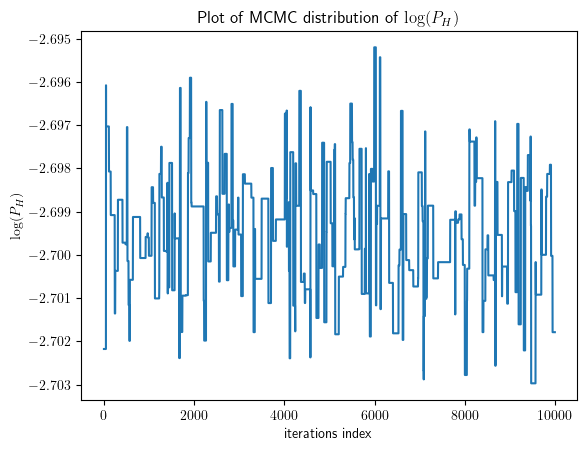 Plot of MCMC distribution of log(P_H)
−2.695
−2.696
−2.697
−2.698
−2.699
−2.700
−2.701
−2.702
−2.703
log(P_H)
0 2000 4000 6000 8000 10000
iterations index